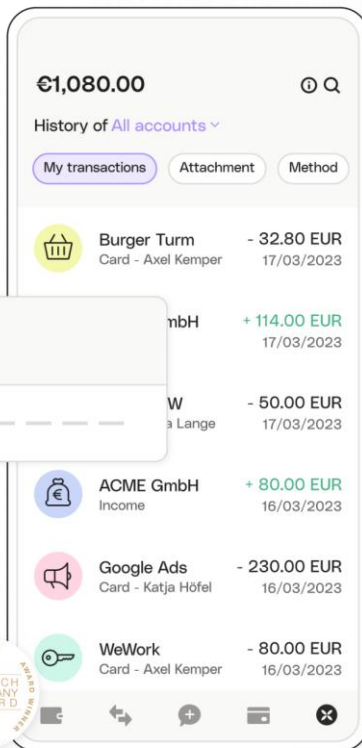 €1,080.00
History of All accounts
My transactions Attachment Method
Burger Turm - 32.80 EUR
Card - Axel Kemper 17/03/2023
mbH + 114.00 EUR
17/03/2023
W - 50.00 EUR
a Lange 17/03/2023
ACME GmbH + 80.00 EUR
Income 16/03/2023
Google Ads - 230.00 EUR
Card - Katja Höfel 16/03/2023
WeWork - 80.00 EUR
Card - Axel Kemper 16/03/2023
AWARD WINNER